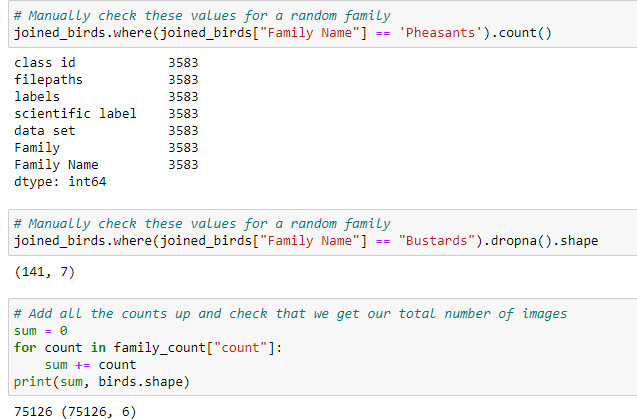 # Manually check these values for a random family
joined_birds.where(joined_birds["Family Name"] == 'Pheasants').count()
class id 3583
filepaths 3583
labels 3583
scientific label 3583
data set 3583
Family 3583
Family Name 3583
dtype: int64
# Manually check these values for a random family
joined_birds.where(joined_birds["Family Name"] == "Bustards").dropna().shape
(141, 7)
# Add all the counts up and check that we get our total number of images
sum = 0
for count in family_count["count"]:
    sum += count
print(sum, birds.shape)
75126 (75126, 6)